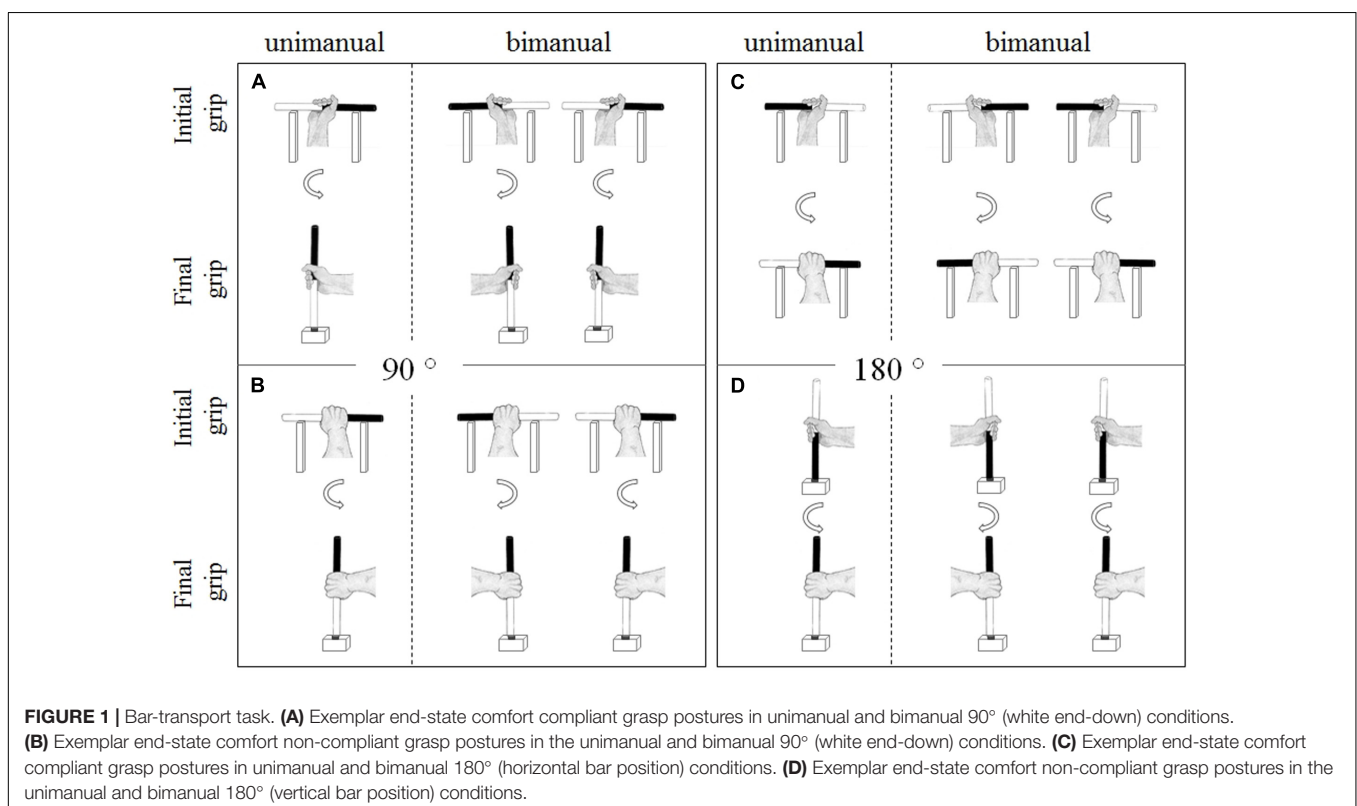 unimanual bimanual unimanual bimanual
A
C
Initial grip
Final grip
90 ° 180 °
B
D
Initial grip
Final grip
FIGURE 1 | Bar-transport task. (A) Exemplar end-state comfort compliant grasp postures in unimanual and bimanual 90° (white end-down) conditions.
(B) Exemplar end-state comfort non-compliant grasp postures in the unimanual and bimanual 90° (white end-down) conditions. (C) Exemplar end-state comfort
compliant grasp postures in unimanual and bimanual 180° (horizontal bar position) conditions. (D) Exemplar end-state comfort non-compliant grasp postures in the
unimanual and bimanual 180° (vertical bar position) conditions.